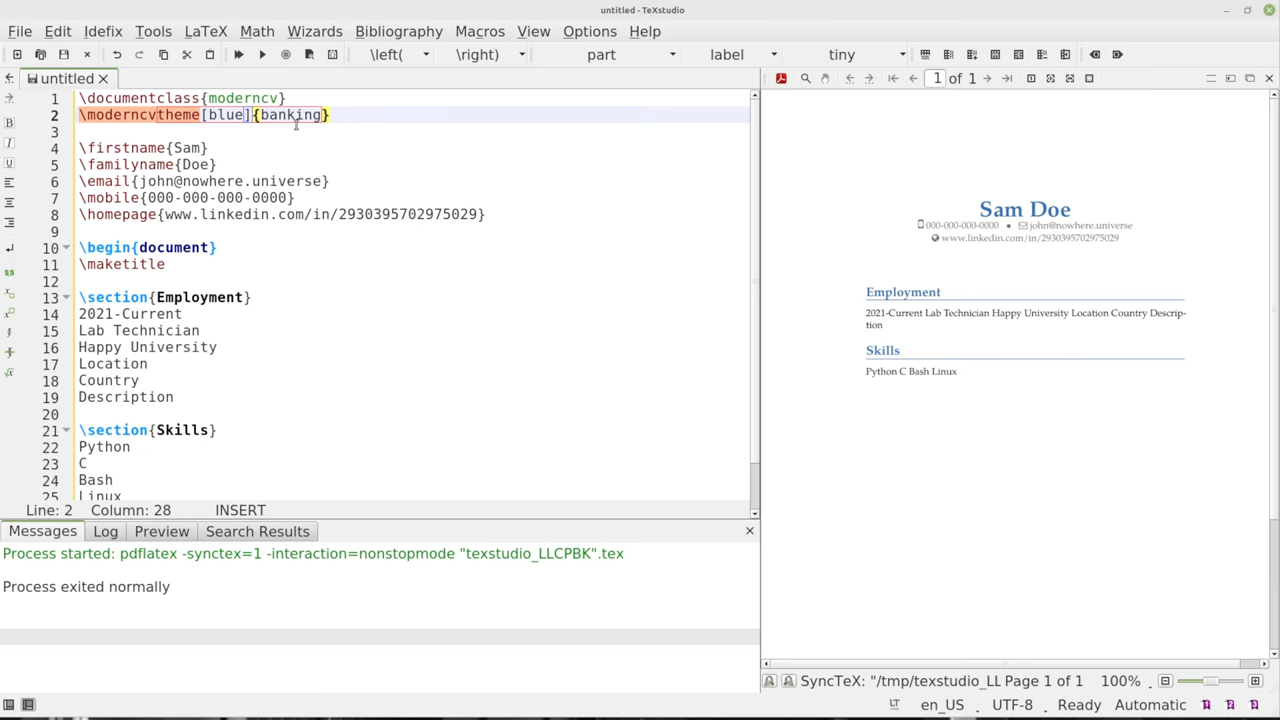 untitled - TeXstudio
File Edit Idefix Tools LaTeX Math Wizards Bibliography Macros View Options Help
\left( \right) part label tiny
untitled
1 of 1
1 \documentclass{moderncv}
2 \moderncvtheme[blue]{banking}
3
4 \firstname{Sam}
5 \familyname{Doe}
6 \email{john@nowhere.universe}
7 \mobile{000-000-000-0000}
8 \homepage{www.linkedin.com/in/2930395702975029}
9
10 \begin{document}
11 \maketitle
12
13 \section{Employment}
14 2021-Current
15 Lab Technician
16 Happy University
17 Location
18 Country
19 Description
20
21 \section{Skills}
22 Python
23 C
24 Bash
25 Linux
Line: 2 Column: 28 INSERT
Messages Log Preview Search Results
Process started: pdflatex -synctex=1 -interaction=nonstopmode "texstudio_LLCPBK".tex
Process exited normally
Sam Doe
000-000-000-0000 • john@nowhere.universe
www.linkedin.com/in/2930395702975029
Employment
2021-Current Lab Technician Happy University Location Country Descrip-
tion
Skills
Python C Bash Linux
SyncTeX: "/tmp/texstudio_LL Page 1 of 1 100%
LT en_US UTF-8 Ready Automatic